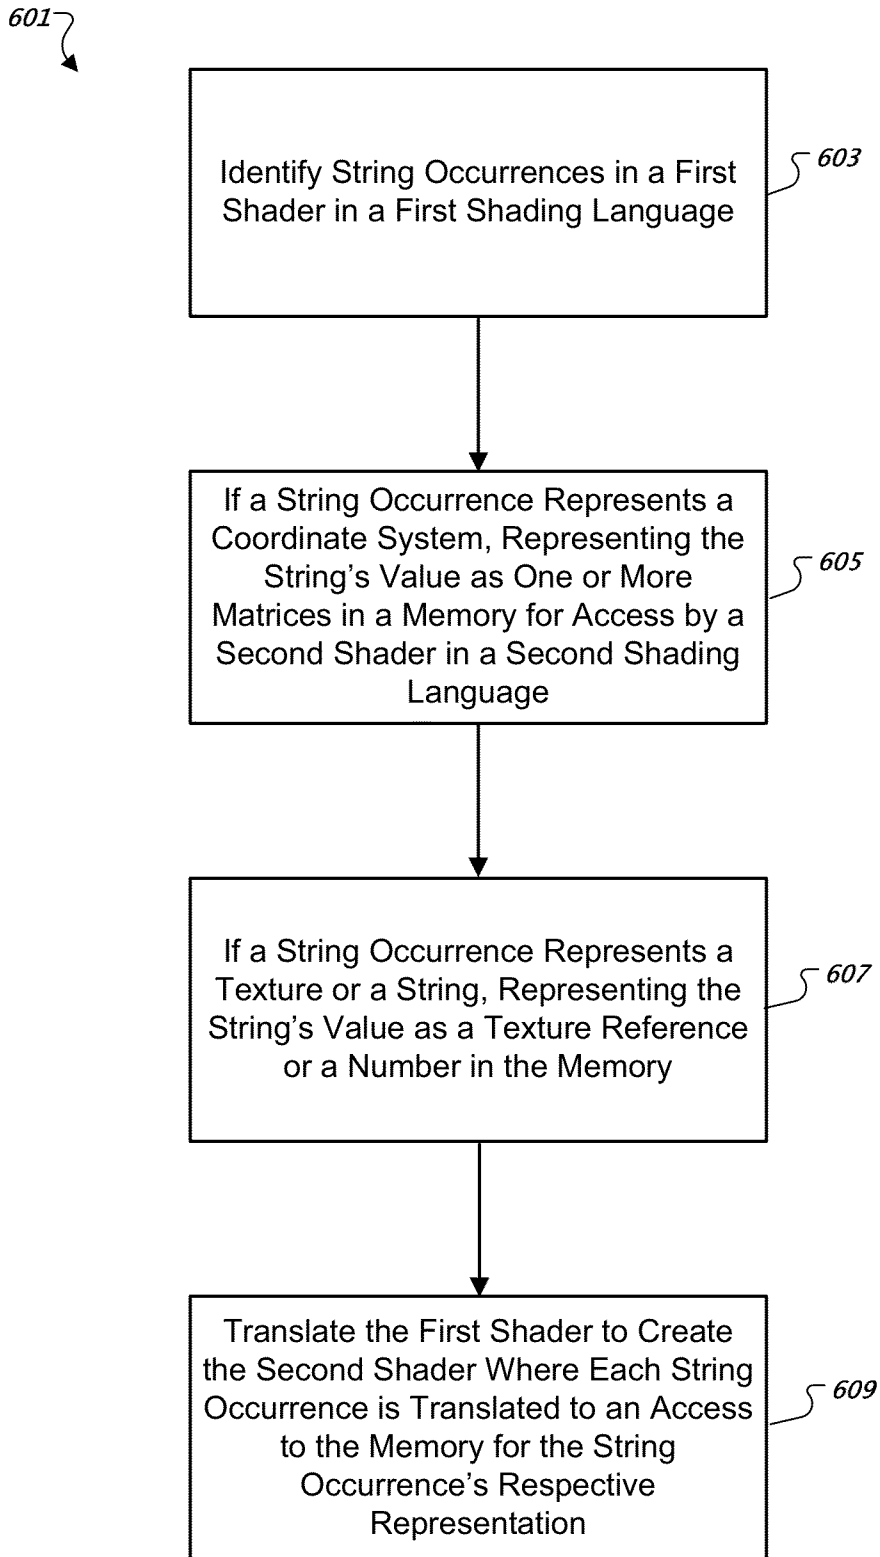 601
Identify String Occurrences in a First
Shader in a First Shading Language
603
If a String Occurrence Represents a
Coordinate System, Representing the
String’s Value as One or More
Matrices in a Memory for Access by a
Second Shader in a Second Shading
Language
605
If a String Occurrence Represents a
Texture or a String, Representing the
String’s Value as a Texture Reference
or a Number in the Memory
607
Translate the First Shader to Create
the Second Shader Where Each String
Occurrence is Translated to an Access
to the Memory for the String
Occurrence’s Respective
Representation
609